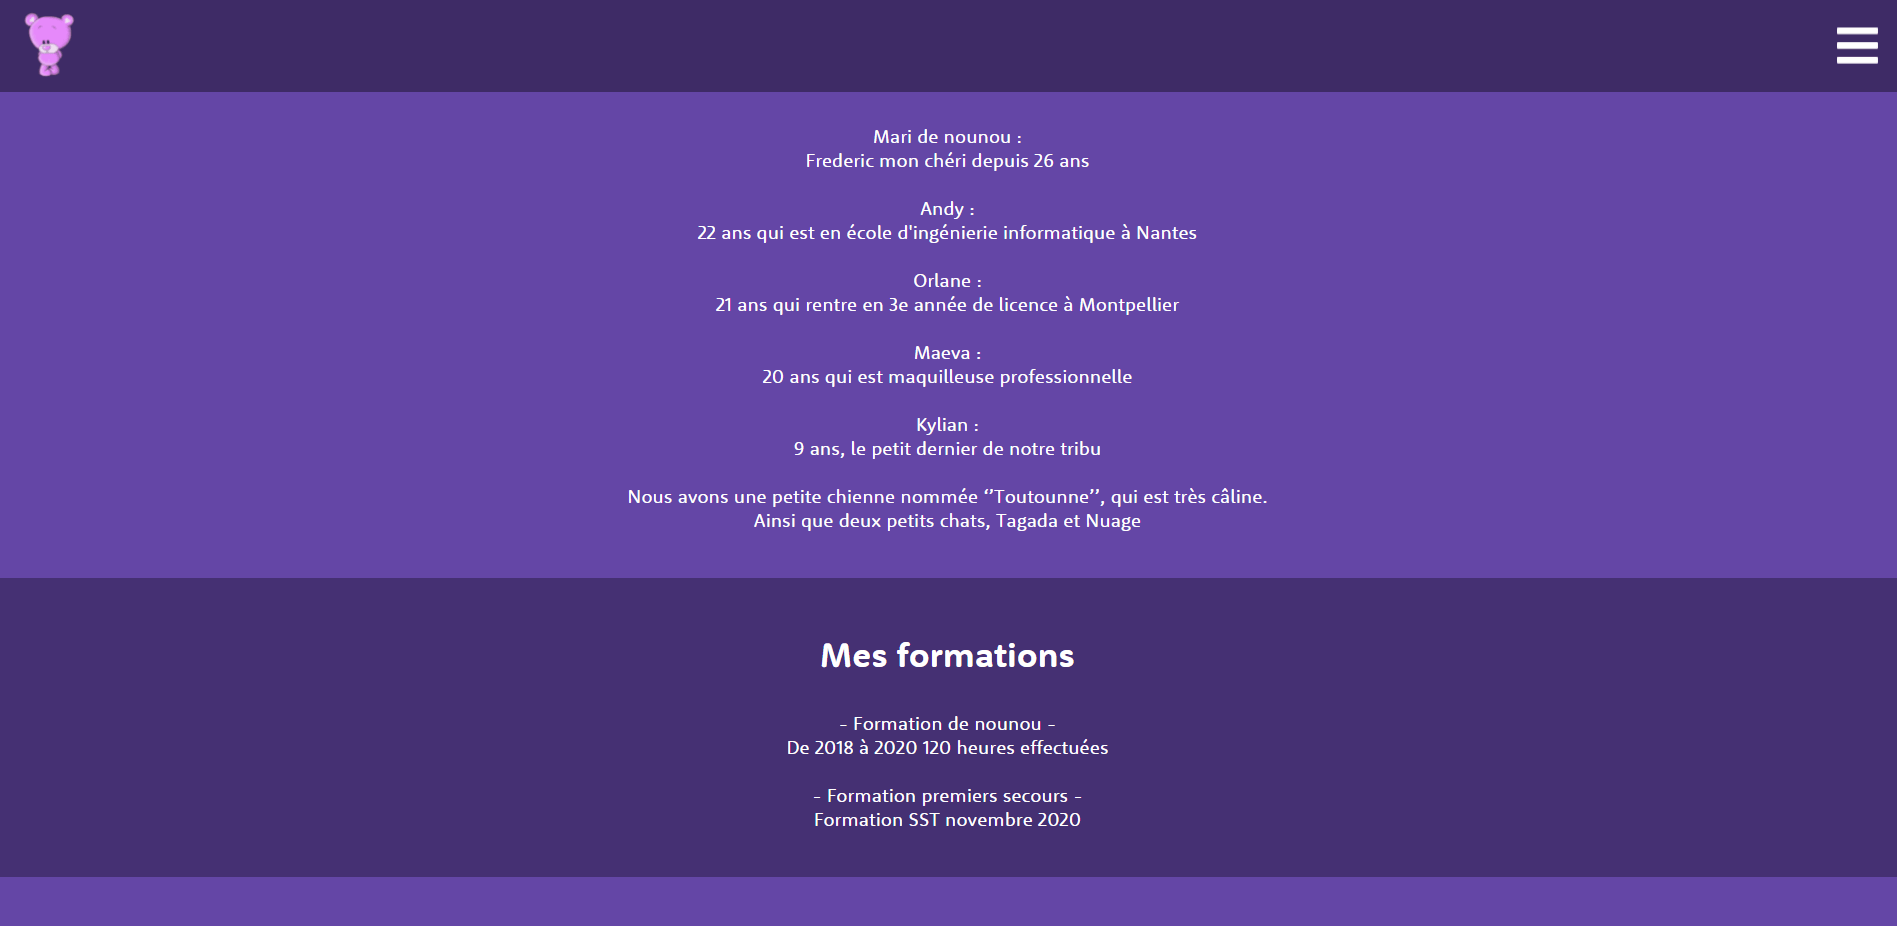 Mari de nounou :
Frederic mon chéri depuis 26 ans
Andy :
22 ans qui est en école d'ingénierie informatique à Nantes
Orlane :
21 ans qui rentre en 3e année de licence à Montpellier
Maeva :
20 ans qui est maquilleuse professionnelle
Kylian :
9 ans, le petit dernier de notre tribu
Nous avons une petite chienne nommée ‘’Toutounne’’, qui est très câline.
Ainsi que deux petits chats, Tagada et Nuage
Mes formations
- Formation de nounou -
De 2018 à 2020 120 heures effectuées
- Formation premiers secours -
Formation SST novembre 2020